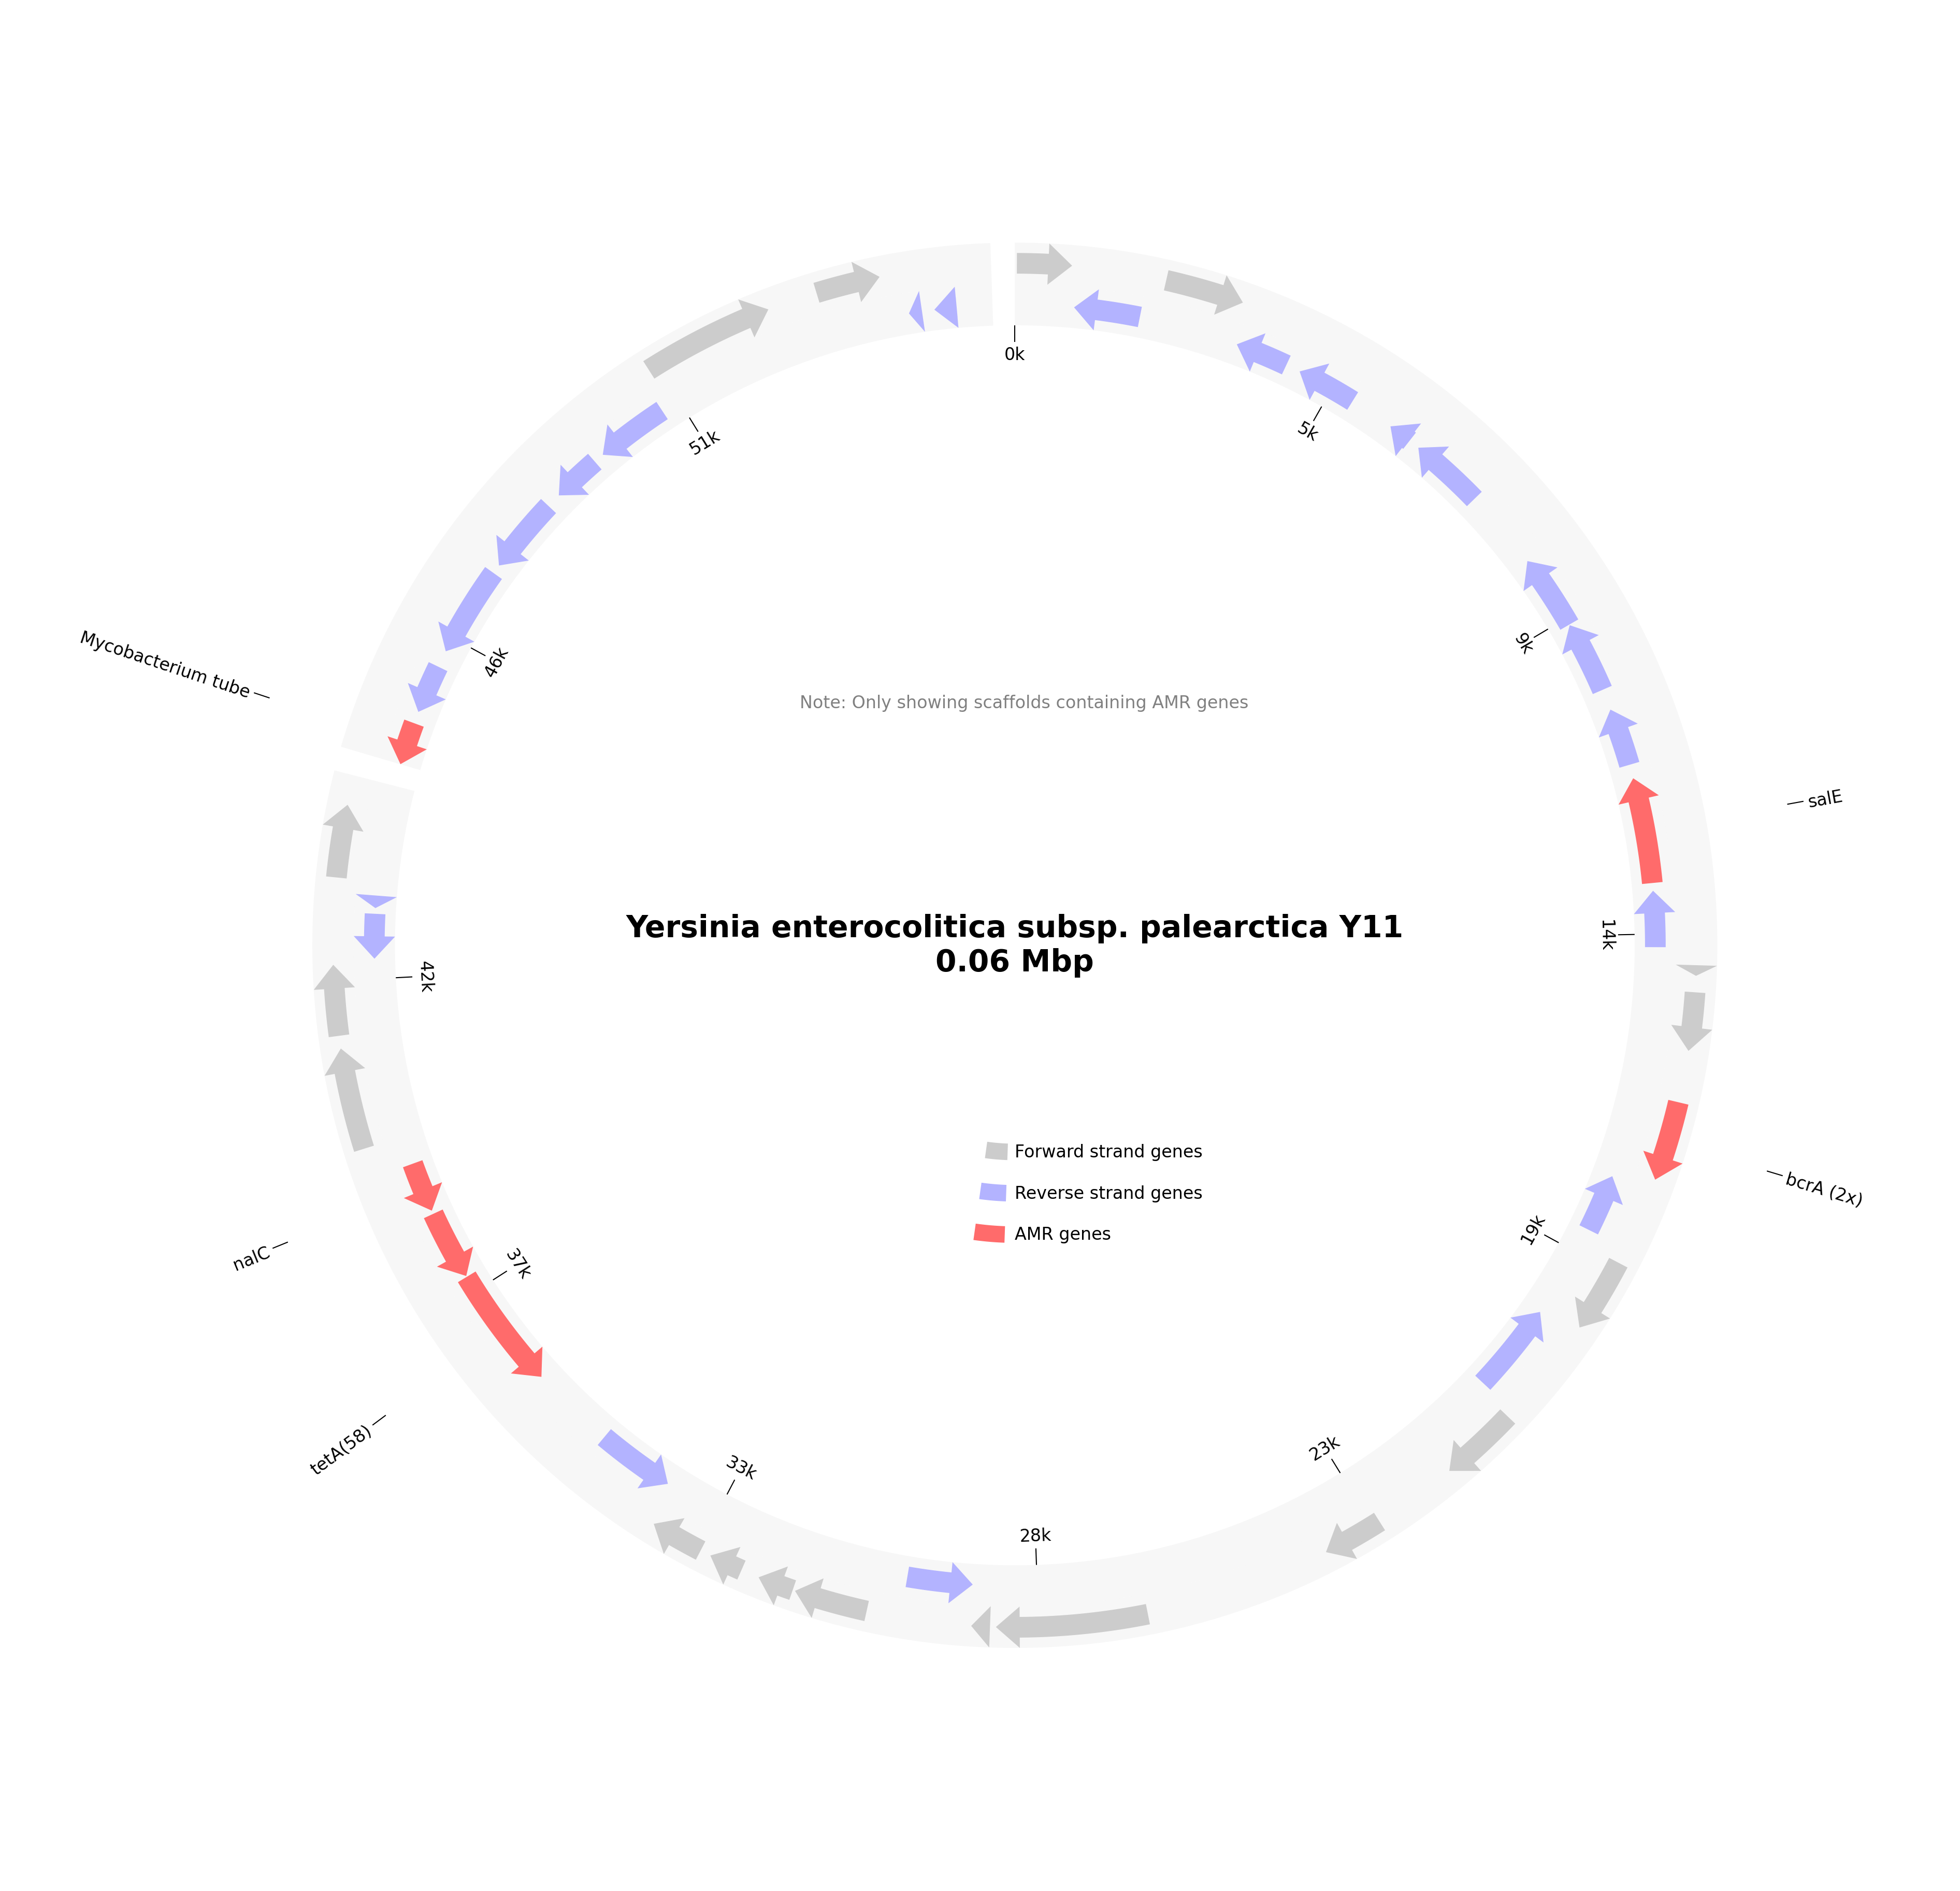 0k
5k
9k
salE
14k
bcrA (2x)
19k
23k
28k
33k
37k
tetA(58)
nalC
42k
Mycobacterium tube
46k
51k
Note: Only showing scaffolds containing AMR genes
Yersinia enterocolitica subsp. palearctica Y11
0.06 Mbp
Forward strand genes
Reverse strand genes
AMR genes